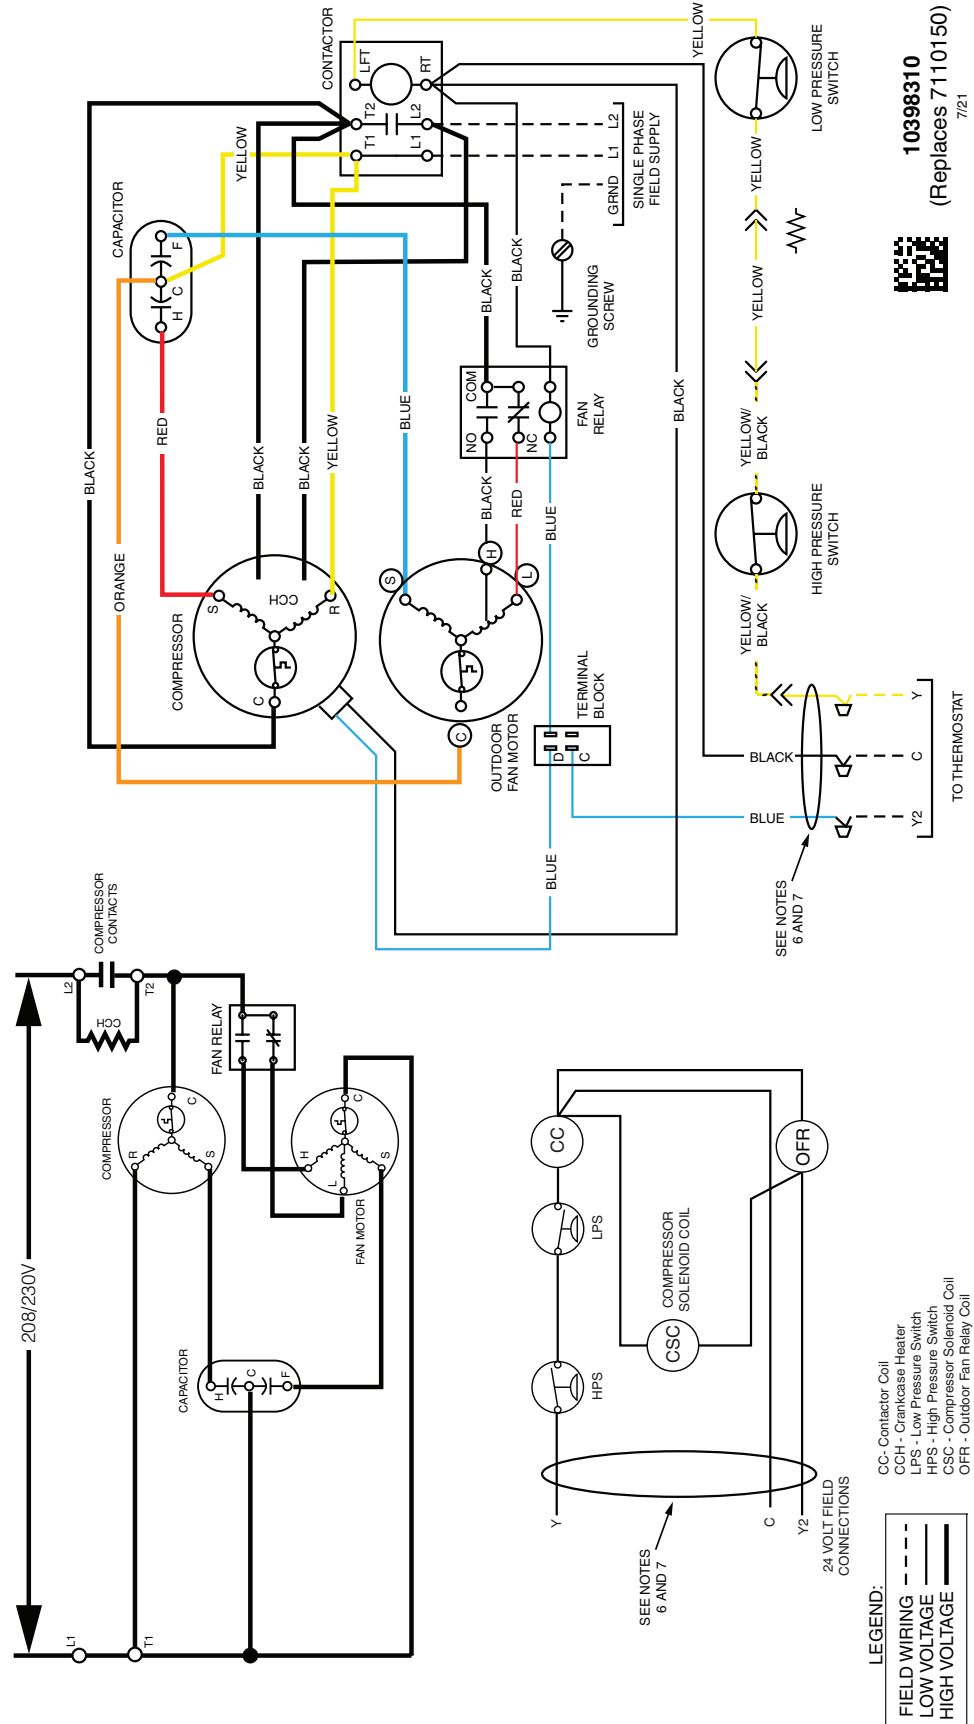 COMPRESSOR
CONTACTS
L2
T2
CCH
208/230V
COMPRESSOR
R
S
C
FAN RELAY
H
L
C
S
FAN MOTOR
CAPACITOR
H
C
F
L1
T1
CC
LPS
HPS
COMPRESSOR
SOLENOID COIL
CSC
OFR
SEE NOTES
6 AND 7
Y
C
Y2
24 VOLT FIELD
CONNECTIONS
LEGEND:
FIELD WIRING
LOW VOLTAGE
HIGH VOLTAGE
CC- Contactor Coil
CCH - Crankcase Heater
LPS - Low Pressure Switch
HPS - High Pressure Switch
CSC - Compressor Solenoid Coil
OFR - Outdoor Fan Relay Coil
CAPACITOR
F
C
H
CONTACTOR
LFT
RT
T2
L2
T1
L1
YELLOW
YELLOW
BLACK
RED
ORANGE
BLACK
BLACK
YELLOW
BLUE
COMPRESSOR
S
CCH
R
C
OUTDOOR
FAN MOTOR
S
H
L
C
BLACK
BLACK
FAN
RELAY
COM
NO
NC
BLACK
RED
BLUE
GROUNDING
SCREW
GRND
L1
L2
SINGLE PHASE
FIELD SUPPLY
BLACK
TERMINAL
BLOCK
D
C
BLUE
BLUE
BLACK
SEE NOTES
6 AND 7
LOW PRESSURE
SWITCH
YELLOW
YELLOW
YELLOW/
BLACK
HIGH PRESSURE
SWITCH
YELLOW/
BLACK
Y
C
Y2
TO THERMOSTAT
10398310
(Replaces 7110150)
7/21